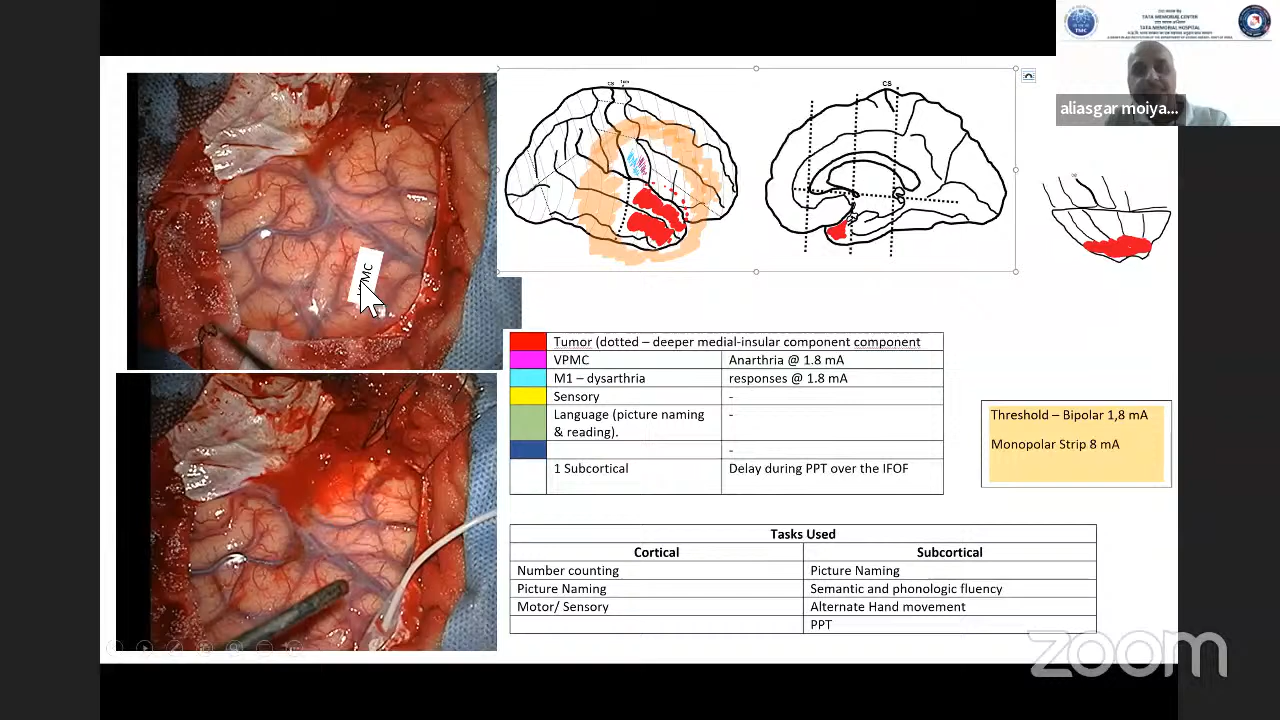 TMC
TATA MEMORIAL CENTER
TATA MEMORIAL HOSPITAL
aliasgar moiya...
CS
CS
MC
Tumor (dotted – deeper medial-insular component component
VPMC
Anarthria @ 1.8 mA
M1 – dysarthria
responses @ 1.8 mA
Sensory
-
Language (picture naming
& reading).
-
-
1 Subcortical
Delay during PPT over the IFOF
Threshold – Bipolar 1,8 mA
Monopolar Strip 8 mA
Tasks Used
Cortical
Subcortical
Number counting
Picture Naming
Picture Naming
Semantic and phonologic fluency
Motor/ Sensory
Alternate Hand movement
PPT
zoom